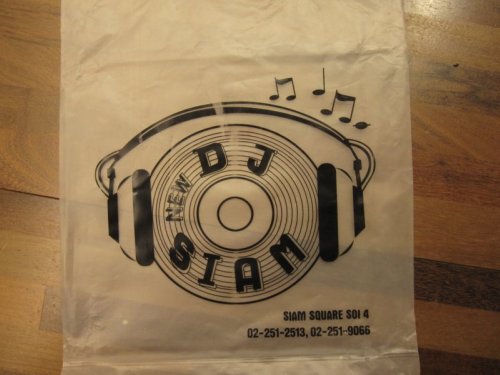 NEW DJ
SIAM
SIAM SQUARE SOI 4
02-251-2513, 02-251-9066